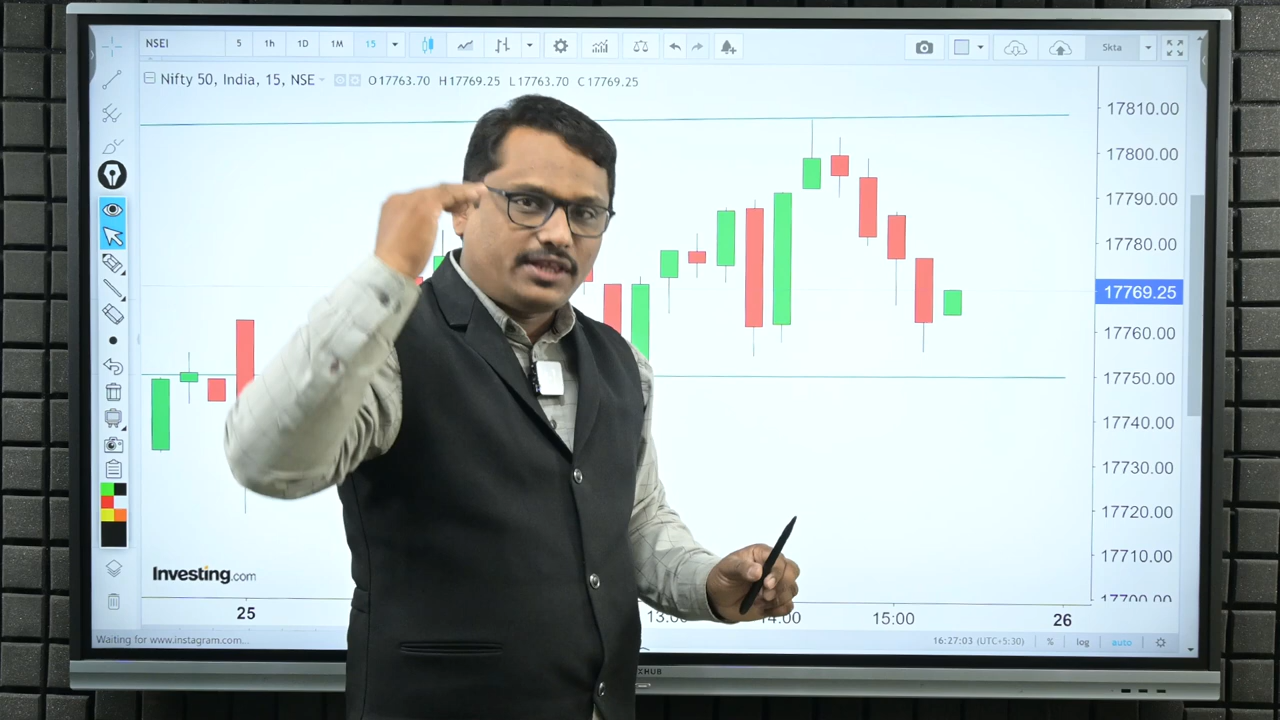 NSEI 5 1h 1D 1M 15 Skta
Nifty 50, India, 15, NSE O17763.70 H17769.25 L17763.70 C17769.25
17810.00
17800.00
17790.00
17780.00
17769.25
17760.00
17750.00
17740.00
17730.00
17720.00
17710.00
17700.00
Investing.com
25 13:00 14:00 15:00 26
Waiting for www.instagram.com... 16:27:03 (UTC+5:30) % log auto